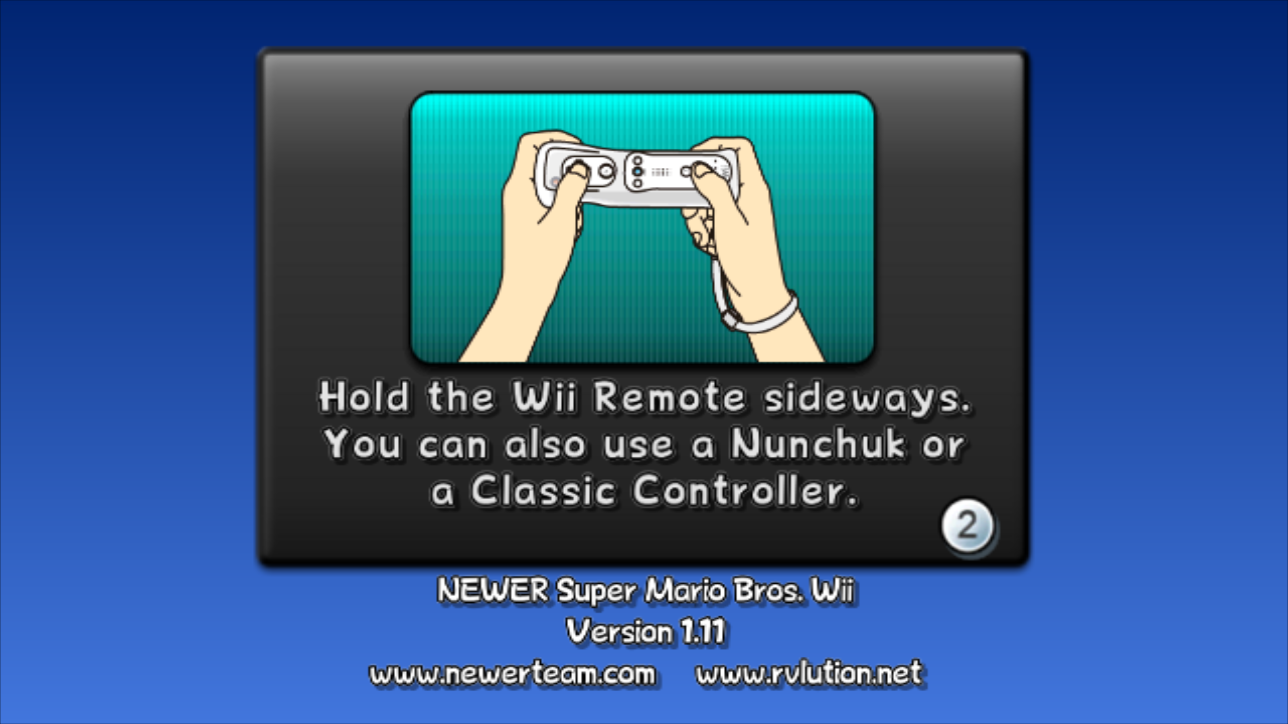 Hold the Wii Remote sideways.
You can also use a Nunchuk or
a Classic Controller.
2
NEWER Super Mario Bros. Wii
Version 1.11
www.newerteam.com www.rvlution.net